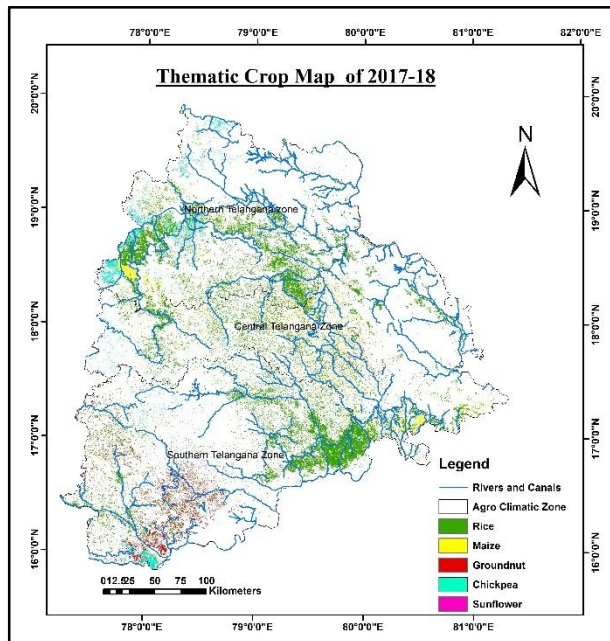 78°0'0"E 79°0'0"E 80°0'0"E 81°0'0"E 82°0'0"E
Thematic Crop Map of 2017-18
N
20°0'0"N
19°0'0"N
18°0'0"N
17°0'0"N
16°0'0"N
20°0'0"N
19°0'0"N
18°0'0"N
17°0'0"N
16°0'0"N
Northern Telangana zone
Central Telangana Zone
Southern Telangana Zone
Legend
Rivers and Canals
Agro Climatic Zone
Rice
Maize
Groundnut
Chickpea
Sunflower
012.525 50 75 100
Kilometers
78°0'0"E 79°0'0"E 80°0'0"E 81°0'0"E